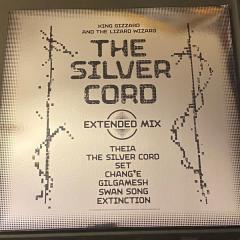 KING GIZZARD
AND THE LIZARD WIZARD
THE
SILVER
CORD
EXTENDED MIX
THEIA
THE SILVER CORD
SET
CHANG'E
GILGAMESH
SWAN SONG
EXTINCTION